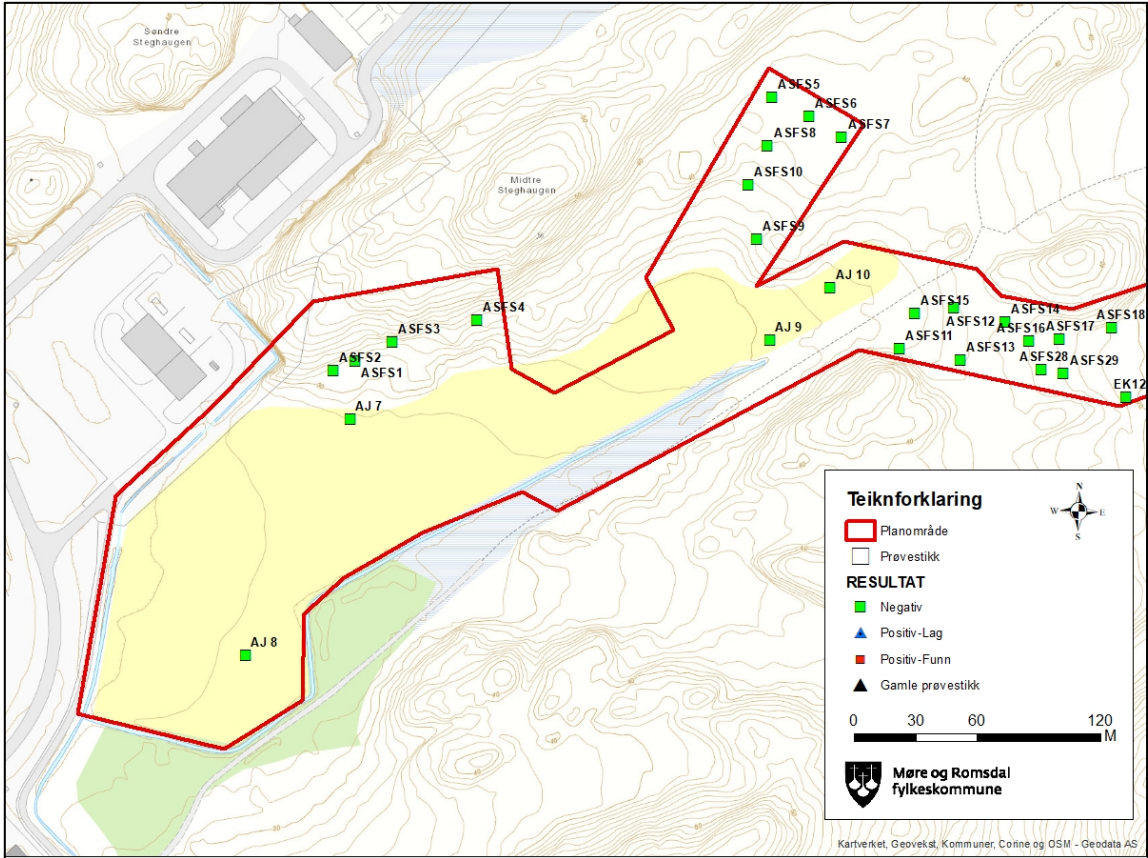 Søndre
Steghaugen
ASFS5
ASFS6
ASFS7
ASFS8
Midtre
Steghaugen
ASFS10
ASFS9
AJ 10
ASFS4
ASFS3
ASFS2
ASFS1
AJ 7
AJ 9
ASFS15
ASFS12
ASFS14
ASFS18
ASFS11
ASFS16
ASFS17
ASFS13
ASFS28
ASFS29
EK12
AJ 8
Teiknforklaring
N
W E
S
Planområde
Prøvestikk
RESULTAT
Negativ
Positiv-Lag
Positiv-Funn
Gamle prøvestikk
0 30 60 120
M
Møre og Romsdal
fylkeskommune
Kartverket, Geovekst, Kommuner, Corine og OSM - Geodata AS